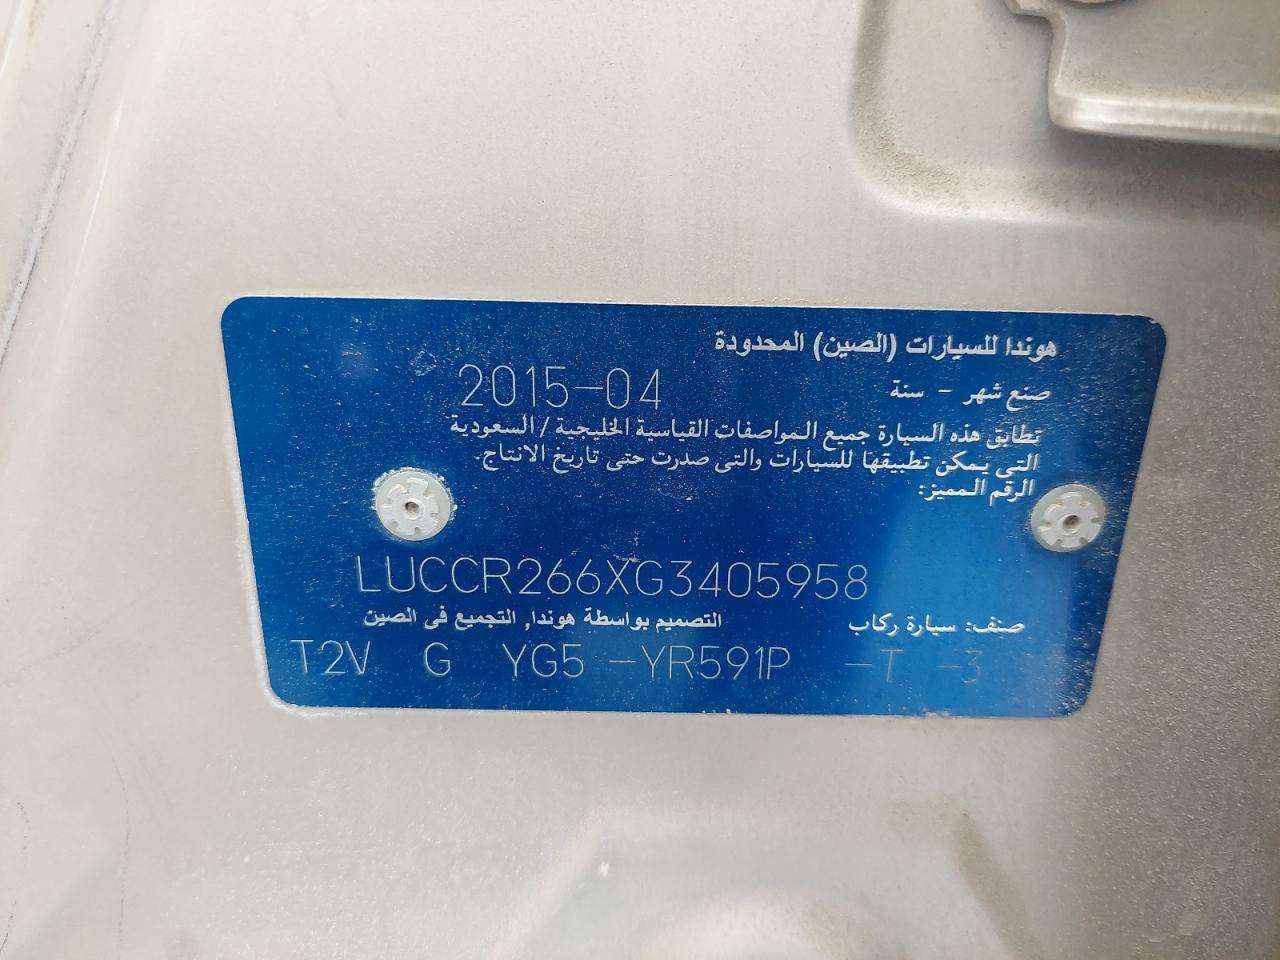 هوندا للسيارات (الصين) المحدودة
صنع شهر - سنة 2015-04
تطابق هذه السيارة جميع المواصفات القياسية الخليجية / السعودية
التي يمكن تطبيقها للسيارات والتى صدرت حتى تاريخ الانتاج.
الرقم المميز:
LUCCR266XG3405958
صنف: سيارة ركاب التصميم بواسطة هوندا, التجميع فى الصين
T2V G YG5 -YR591P -T -3